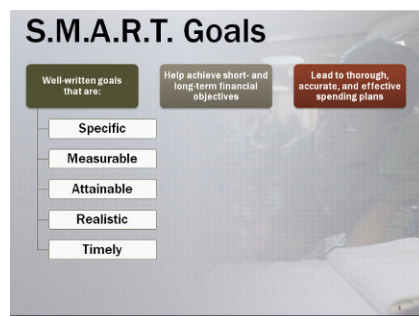 S.M.A.R.T. Goals
Well-written goals
that are:
Help achieve short- and
long-term financial
objectives
Lead to thorough,
accurate, and effective
spending plans
Specific
Measurable
Attainable
Realistic
Timely